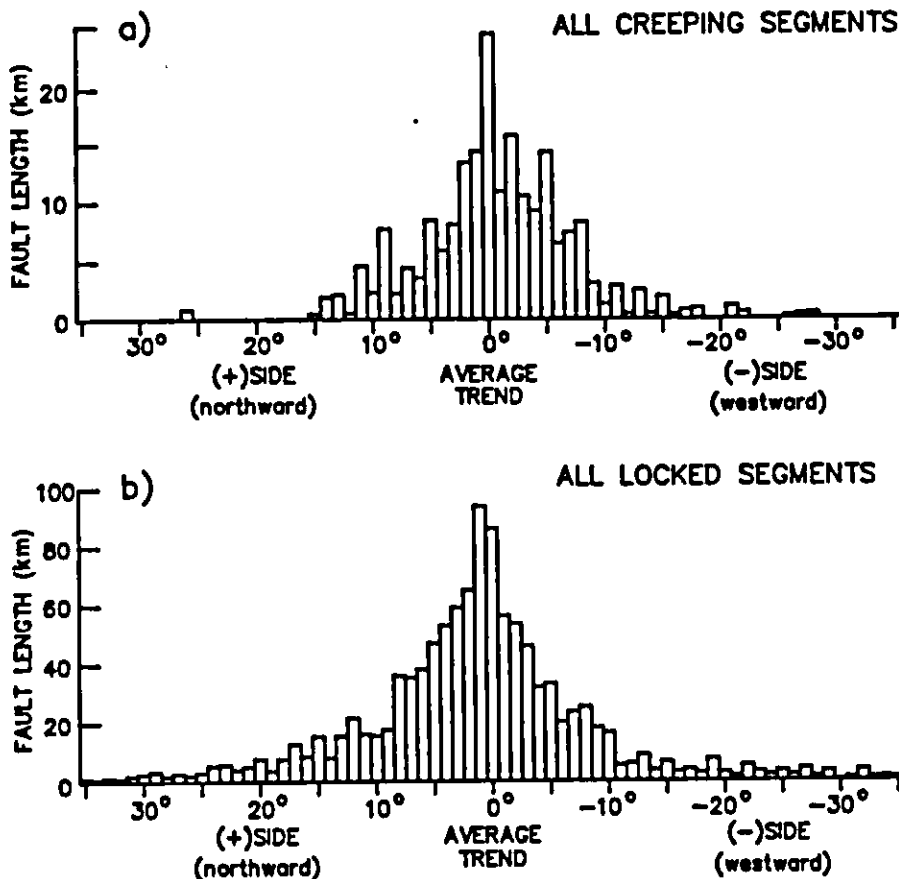 a)
ALL CREEPING SEGMENTS
FAULT LENGTH (km)
20
10
0
30° 20° 10° 0° -10° -20° -30°
(+)SIDE
(northward)
AVERAGE
TREND
(-)SIDE
(westward)
b)
ALL LOCKED SEGMENTS
FAULT LENGTH (km)
100
80
60
40
20
0
30° 20° 10° 0° -10° -20° -30°
(+)SIDE
(northward)
AVERAGE
TREND
(-)SIDE
(westward)